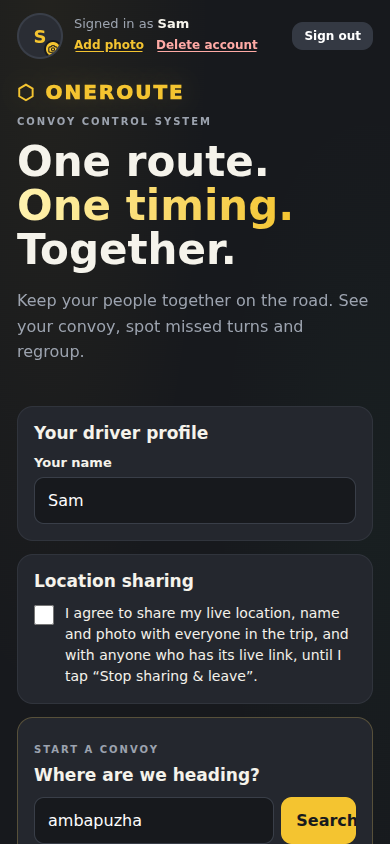 S
Signed in as Sam
Add photo Delete account
Sign out
ONEROUTE
CONVOY CONTROL SYSTEM
One route.
One timing.
Together.
Keep your people together on the road. See
your convoy, spot missed turns and
regroup.
Your driver profile
Your name
Sam
Location sharing
I agree to share my live location, name
and photo with everyone in the trip, and
with anyone who has its live link, until I
tap “Stop sharing & leave”.
START A CONVOY
Where are we heading?
ambapuzha
Search